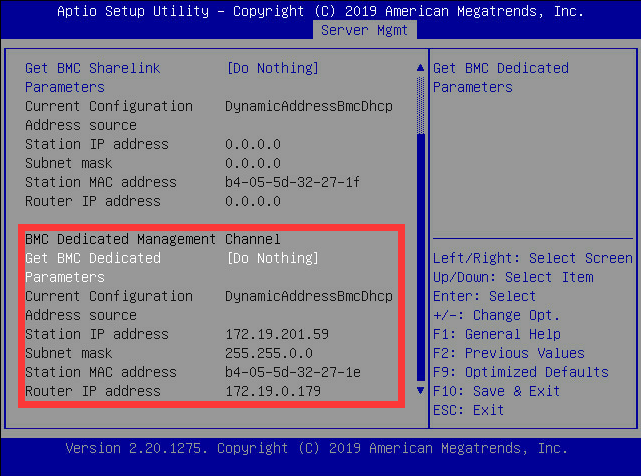 Aptio Setup Utility – Copyright (C) 2019 American Megatrends, Inc.
Server Mgmt
Get BMC Sharelink [Do Nothing]
Parameters
Current Configuration DynamicAddressBmcDhcp
Address source
Station IP address 0.0.0.0
Subnet mask 0.0.0.0
Station MAC address b4-05-5d-32-27-1f
Router IP address 0.0.0.0
BMC Dedicated Management Channel
Get BMC Dedicated [Do Nothing]
Parameters
Current Configuration DynamicAddressBmcDhcp
Address source
Station IP address 172.19.201.59
Subnet mask 255.255.0.0
Station MAC address b4-05-5d-32-27-1e
Router IP address 172.19.0.179
Get BMC Dedicated
Parameters
Left/Right: Select Screen
Up/Down: Select Item
Enter: Select
+/-: Change Opt.
F1: General Help
F2: Previous Values
F9: Optimized Defaults
F10: Save & Exit
ESC: Exit
Version 2.20.1275. Copyright (C) 2019 American Megatrends, Inc.